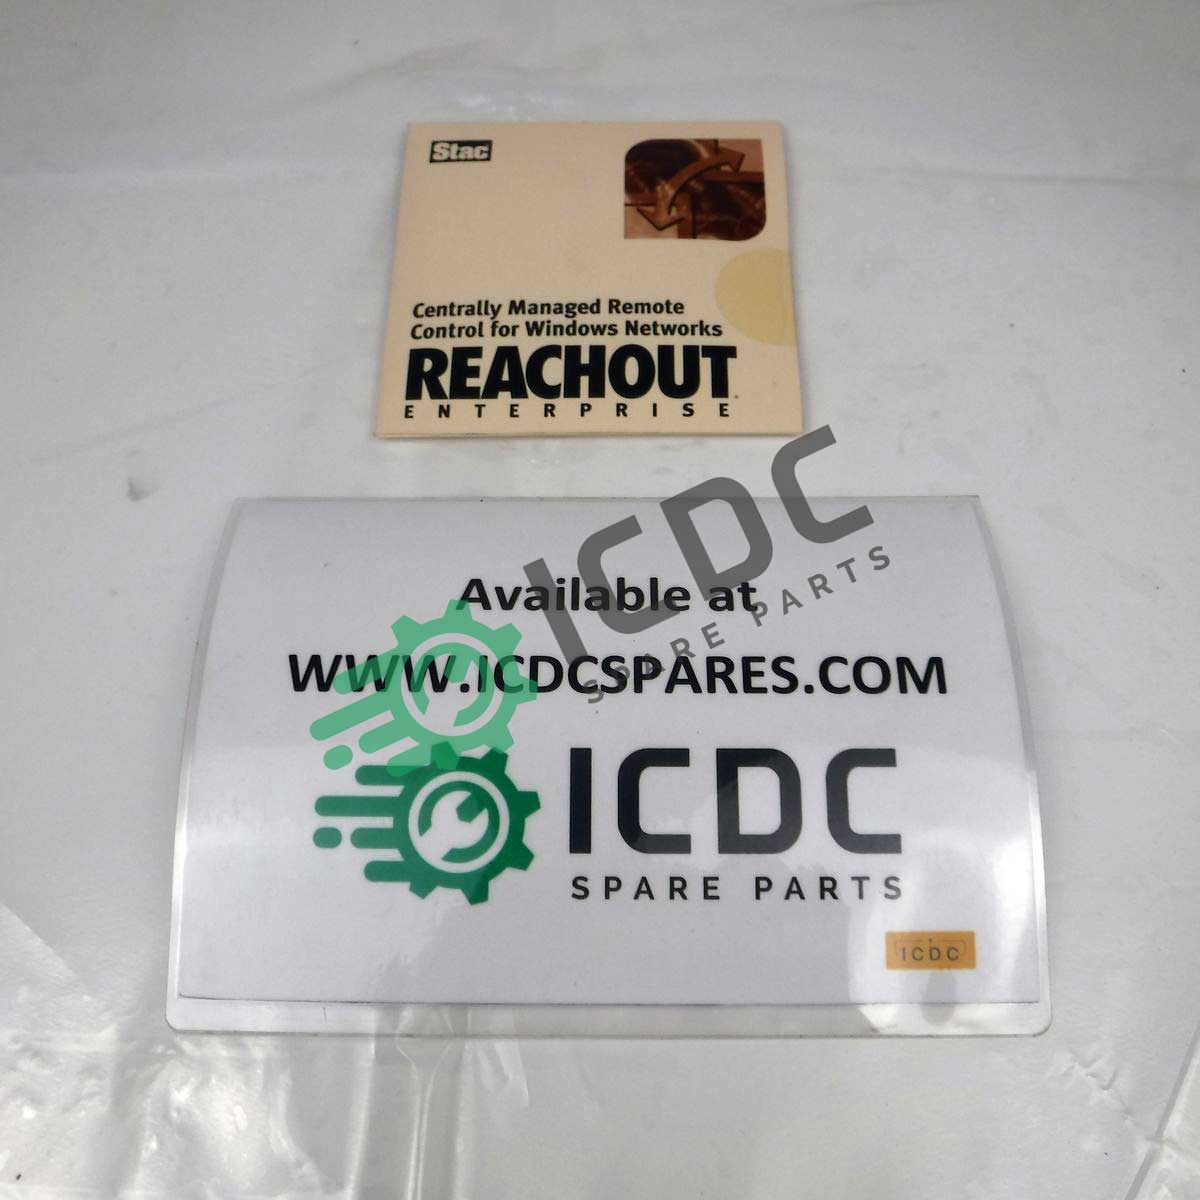 Stac
Centrally Managed Remote
Control for Windows Networks
REACHOUT
ENTERPRISE
ICDC
SPARE PARTS
Available at
WWW.ICDCSPARES.COM
ICDC
SPARE PARTS
ICDC